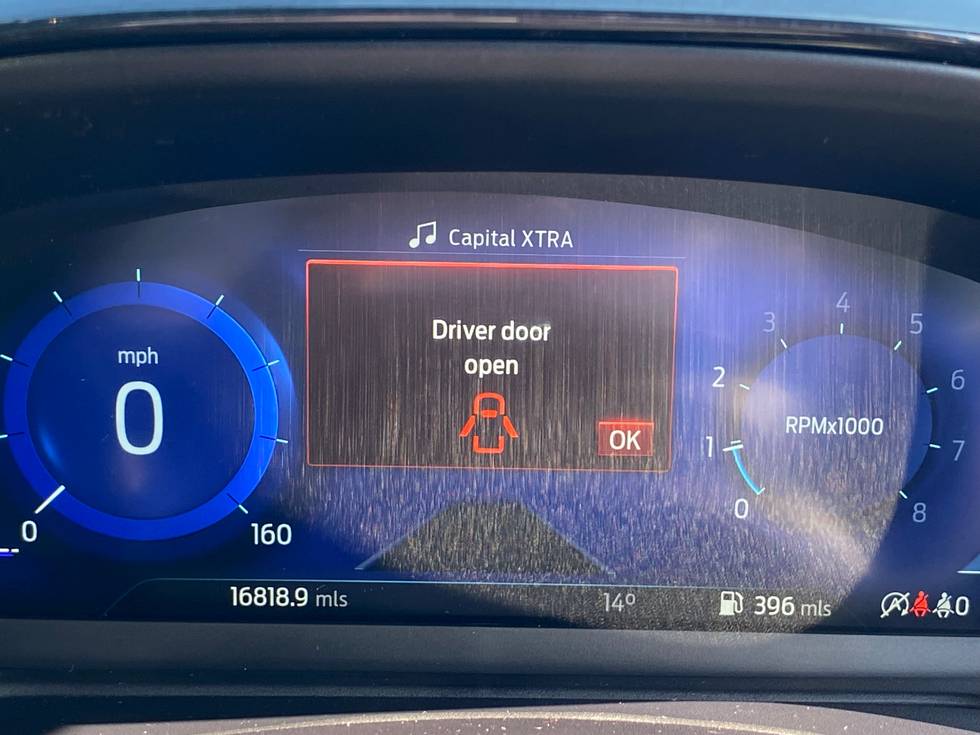 Capital XTRA
Driver door
open
OK
mph
0
0
160
0
1
2
3
4
5
6
7
8
RPMx1000
16818.9 mls
14°
396 mls
0